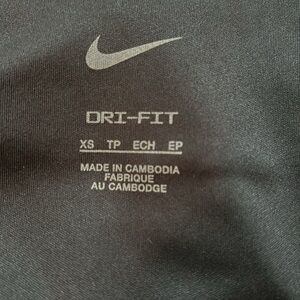 DRI-FIT
XS TP ECH EP
MADE IN CAMBODIA
FABRIQUE
AU CAMBODGE